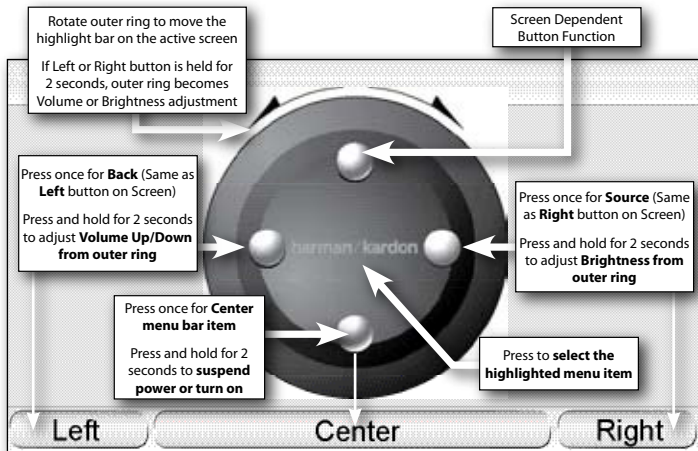 Rotate outer ring to move the
highlight bar on the active screen
If Left or Right button is held for
2 seconds, outer ring becomes
Volume or Brightness adjustment
Screen Dependent
Button Function
Press once for Back (Same as
Left button on Screen)
Press and hold for 2 seconds
to adjust Volume Up/Down
from outer ring
harman/kardon
Press once for Source (Same
as Right button on Screen)
Press and hold for 2 seconds
to adjust Brightness from
outer ring
Press once for Center
menu bar item
Press and hold for 2
seconds to suspend
power or turn on
Press to select the
highlighted menu item
Left
Center
Right